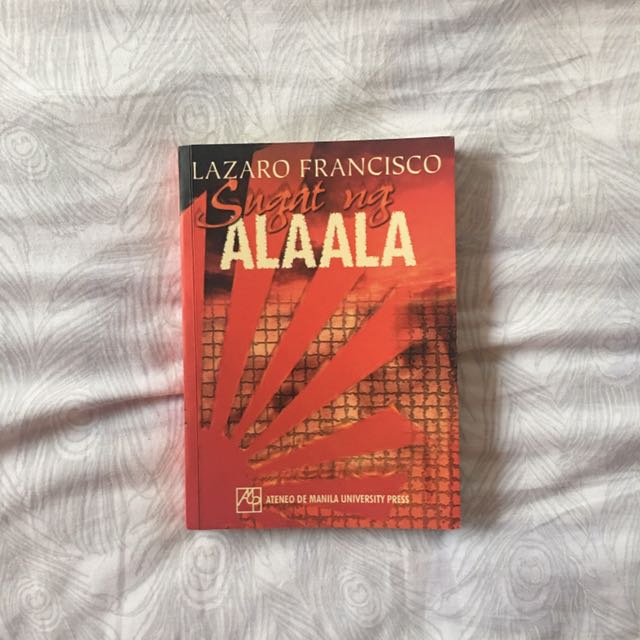 LAZARO FRANCISCO
Sugat ng
ALAALA
ATENEO DE MANILA UNIVERSITY PRESS